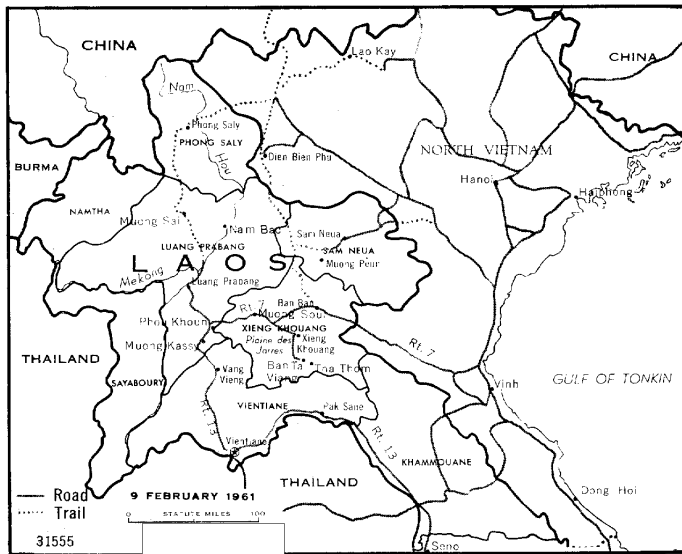 CHINA
CHINA
Lao Kay
Nam
Hou
Phong Saly
PHONG SALY
Dien Bien Phu
NORTH VIETNAM
Hanoi
Haiphong
BURMA
NAMTHA
Muong Sai
Nam Bac
Sam Neua
SAM NEUA
Muong Peur
LUANG PRABANG
LAOS
Mekong
Luang Prabang
Rt. 7
Ban Ban
Muong Soui
Phou Khoun
XIENG KHOUANG
Plaine des
Jarres
Xieng
Khouang
Muong Kassy
Rt. 7
THAILAND
SAYABOURY
Vang
Vieng
Ban Ta
Viang
Tha Thom
Vinh
GULF OF TONKIN
VIENTIANE
Pak Sane
Rt. 13
Rt. 13
Vientiane
KHAMMOUANE
THAILAND
Dong Hoi
Road
Trail
9 FEBRUARY 1961
0 STATUTE MILES 100
31555
Seno